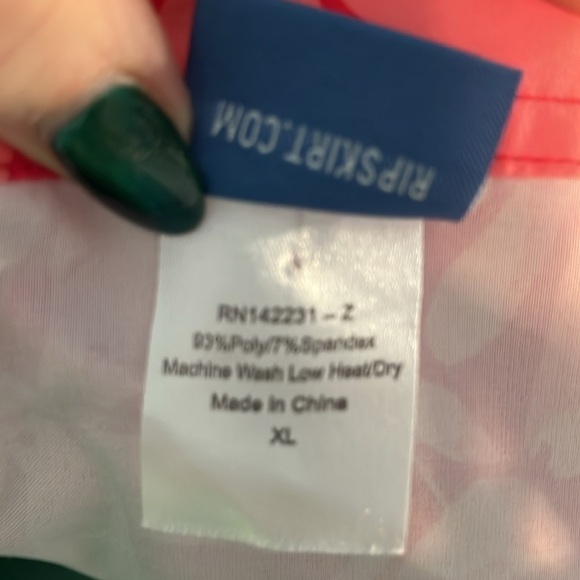 RIPSKIRT.COM
RN142231 - Z
93%Poly/7%Spandex
Machine Wash Low Heat/Dry
Made in China
XL